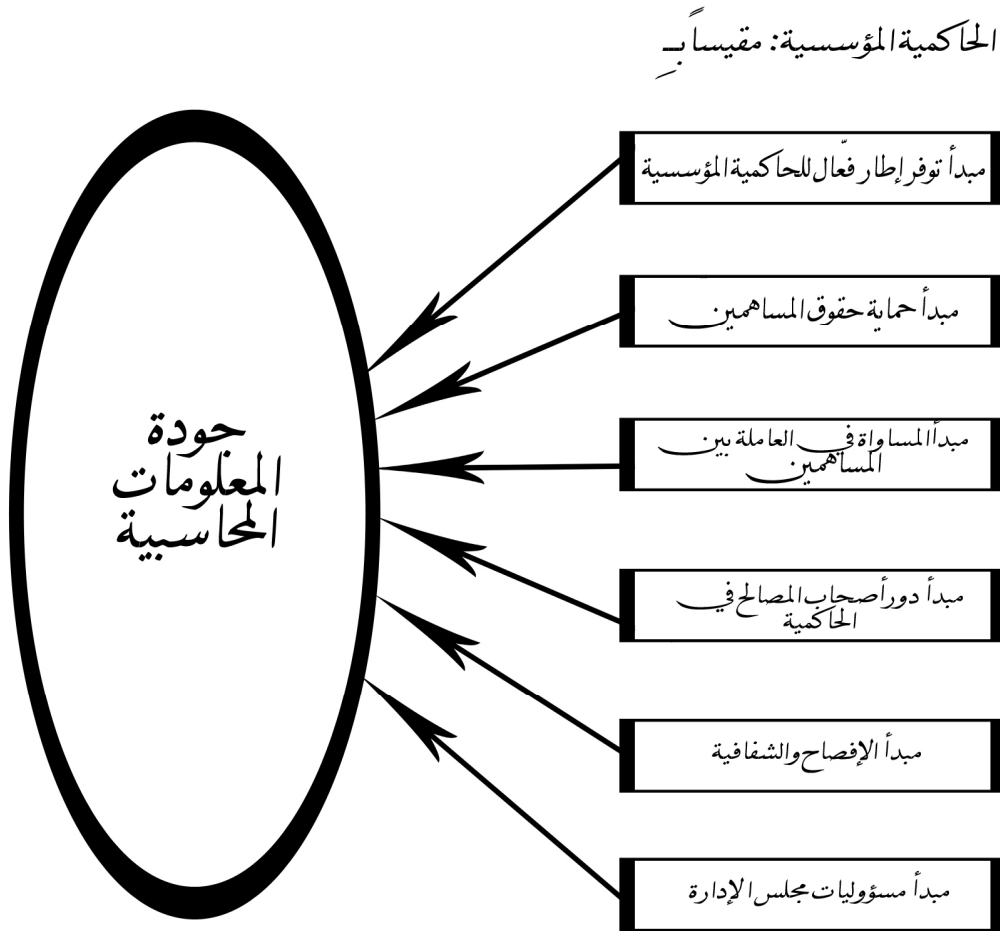 الحاكمية المؤسسية: مقيساً بـِ
مبدأ توفر إطار فعّال للحاكمية المؤسسية
مبدأ حماية حقوق المساهمين
مبدأ المساواة في العاملة بين
المساهمين
مبدأ دور أصحاب المصالح في
الحاكمية
مبدأ الإفصاح والشفافية
مبدأ مسؤوليات مجلس الإدارة
جودة
المعلومات
المحاسبية